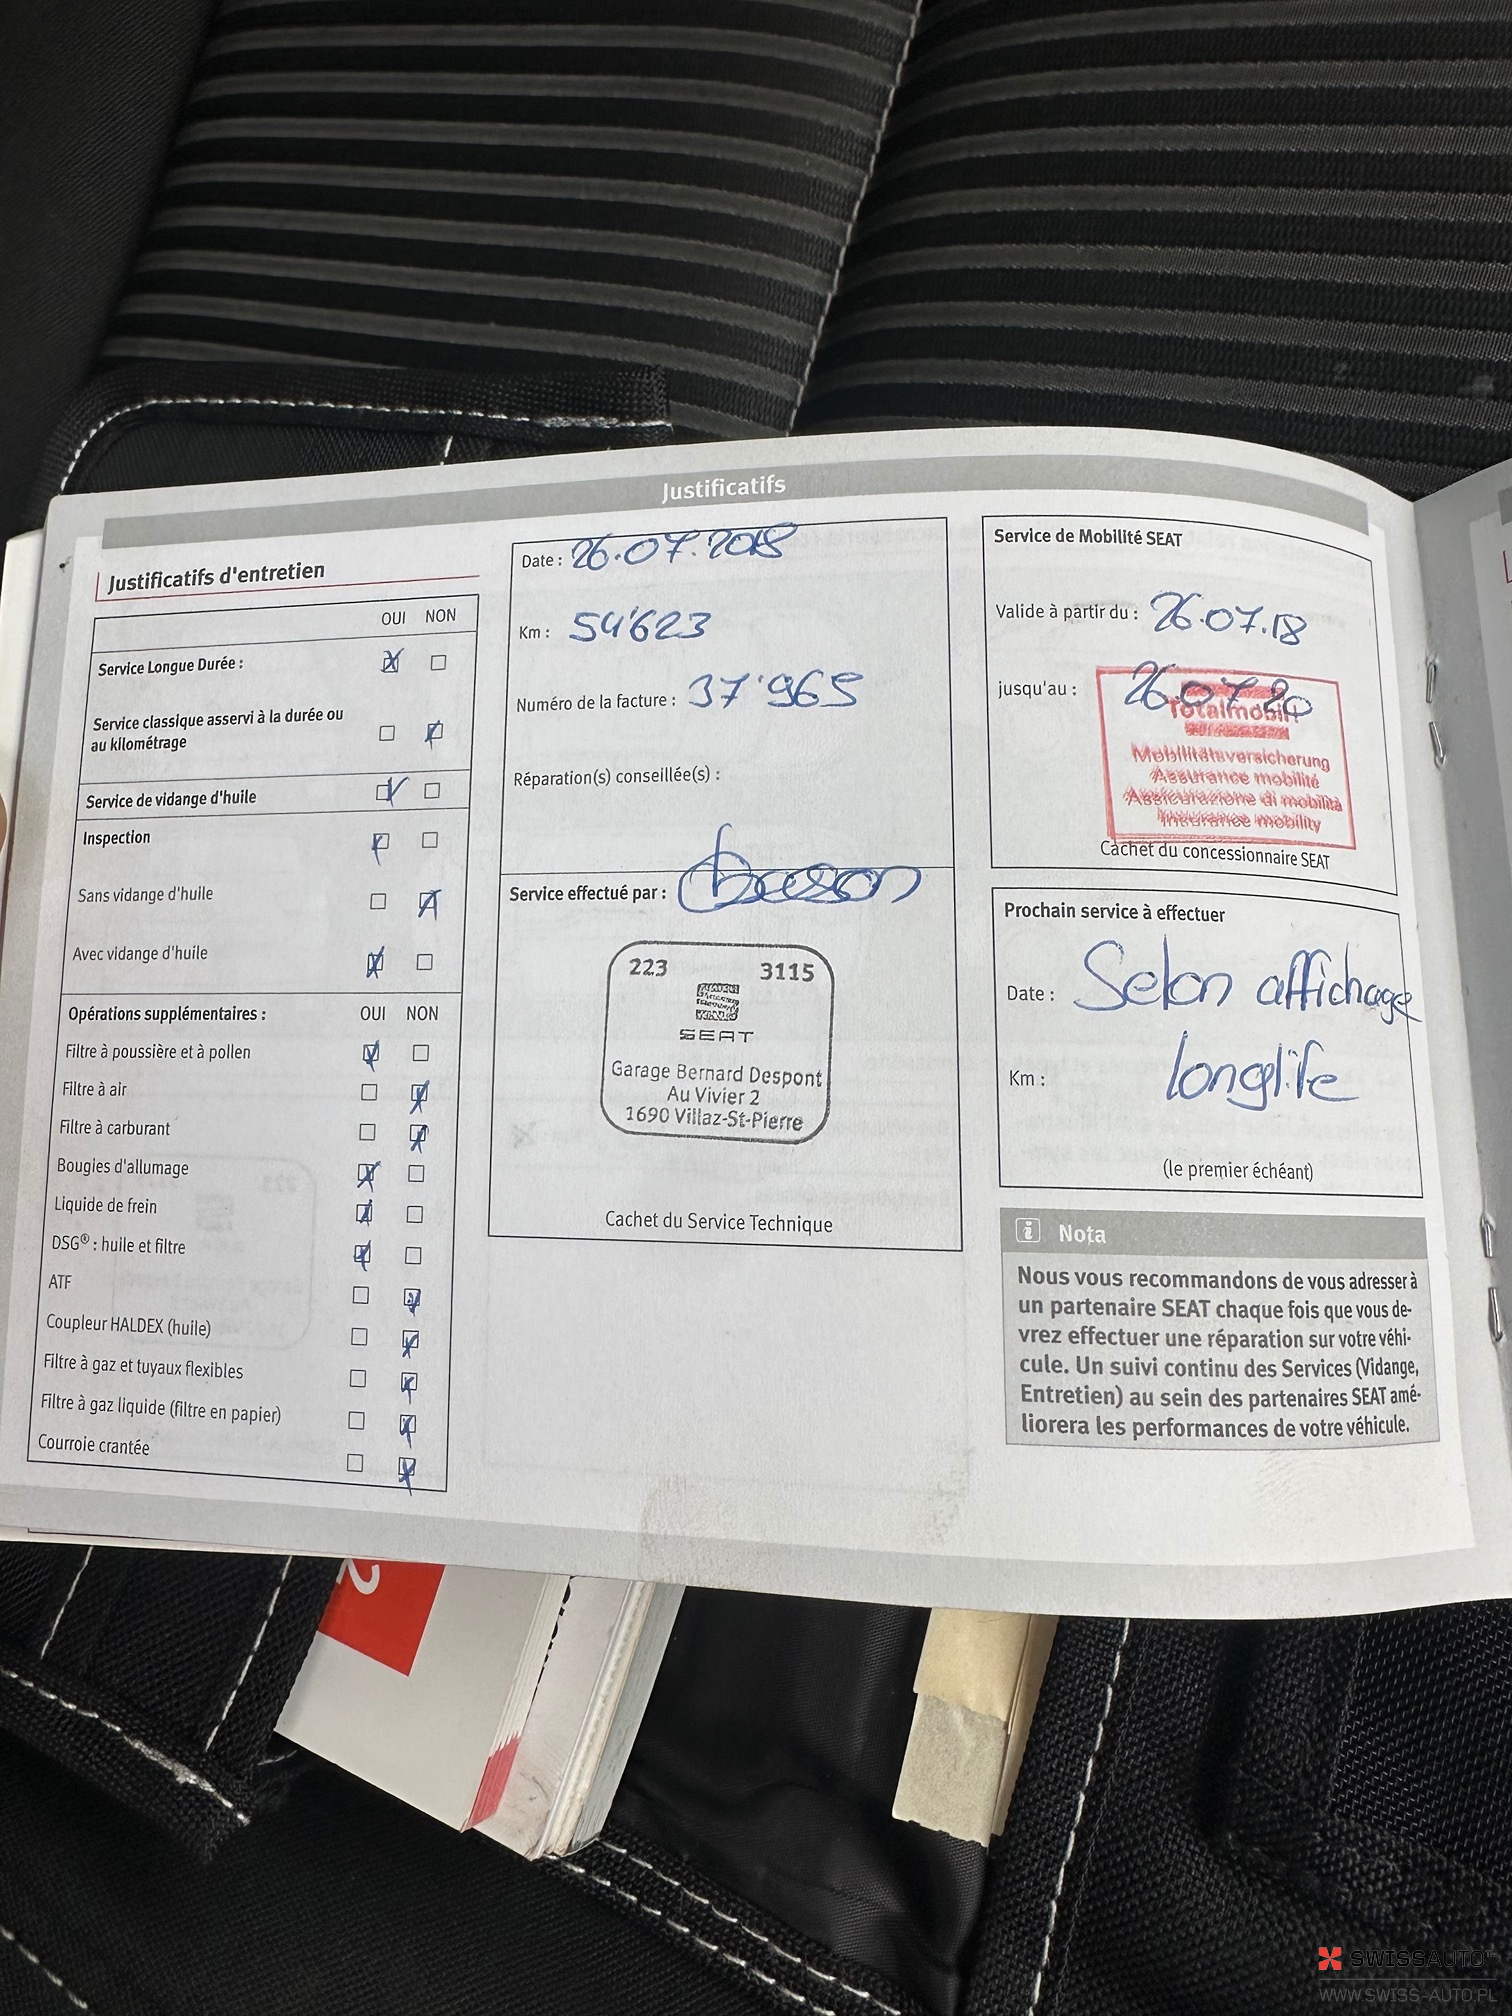 Justificatifs
Justificatifs d'entretien
OUI NON
Service Longue Durée :
Service classique asservi à la durée ou
au kilométrage
Service de vidange d'huile
Inspection
Sans vidange d'huile
Avec vidange d'huile
Opérations supplémentaires : OUI NON
Filtre à poussière et à pollen
Filtre à air
Filtre à carburant
Bougies d'allumage
Liquide de frein
DSG® : huile et filtre
ATF
Coupleur HALDEX (huile)
Filtre à gaz et tuyaux flexibles
Filtre à gaz liquide (filtre en papier)
Courroie crantée
Date : 26.07.2018
Km : 54'623
Numéro de la facture : 37'965
Réparation(s) conseillée(s) :
Service effectué par :
223 3115
SEAT
Garage Bernard Despont
Au Vivier 2
1690 Villaz-St-Pierre
Cachet du Service Technique
Service de Mobilité SEAT
Valide à partir du : 26.07.18
jusqu'au : 26.07.20
Totalmobil!
Mobilitätsversicherung
Assurance mobilité
Assicurazione di mobilità
Insurance mobility
Cachet du concessionnaire SEAT
Prochain service à effectuer
Date : Selon affichage
Km : longlife
(le premier échéant)
i Nota
Nous vous recommandons de vous adresser à
un partenaire SEAT chaque fois que vous de-
vrez effectuer une réparation sur votre véhi-
cule. Un suivi continu des Services (Vidange,
Entretien) au sein des partenaires SEAT amé-
liorera les performances de votre véhicule.
2
SWISSAUTO
WWW.SWISS-AUTO.PL